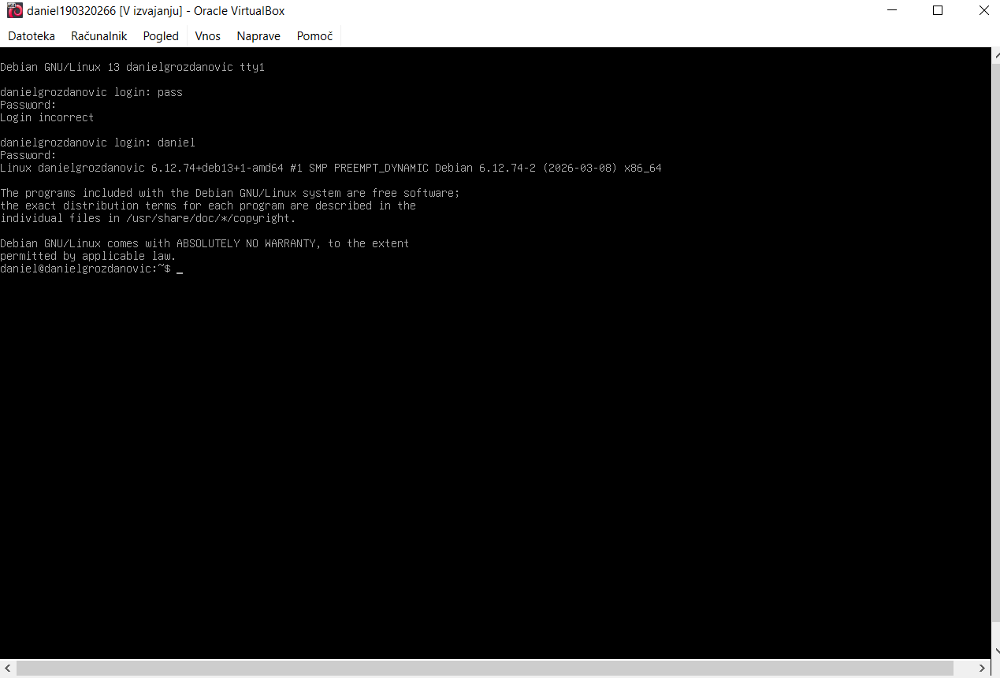 daniel190320266 [V izvajanju] - Oracle VirtualBox
Datoteka Računalnik Pogled Vnos Naprave Pomoč
Debian GNU/Linux 13 danielgrozdanovic tty1
danielgrozdanovic login: pass
Password:
Login incorrect
danielgrozdanovic login: daniel
Password:
Linux danielgrozdanovic 6.12.74+deb13+1-amd64 #1 SMP PREEMPT_DYNAMIC Debian 6.12.74-2 (2026-03-08) x86_64
The programs included with the Debian GNU/Linux system are free software;
the exact distribution terms for each program are described in the
individual files in /usr/share/doc/*/copyright.
Debian GNU/Linux comes with ABSOLUTELY NO WARRANTY, to the extent
permitted by applicable law.
daniel@danielgrozdanovic:~$ _